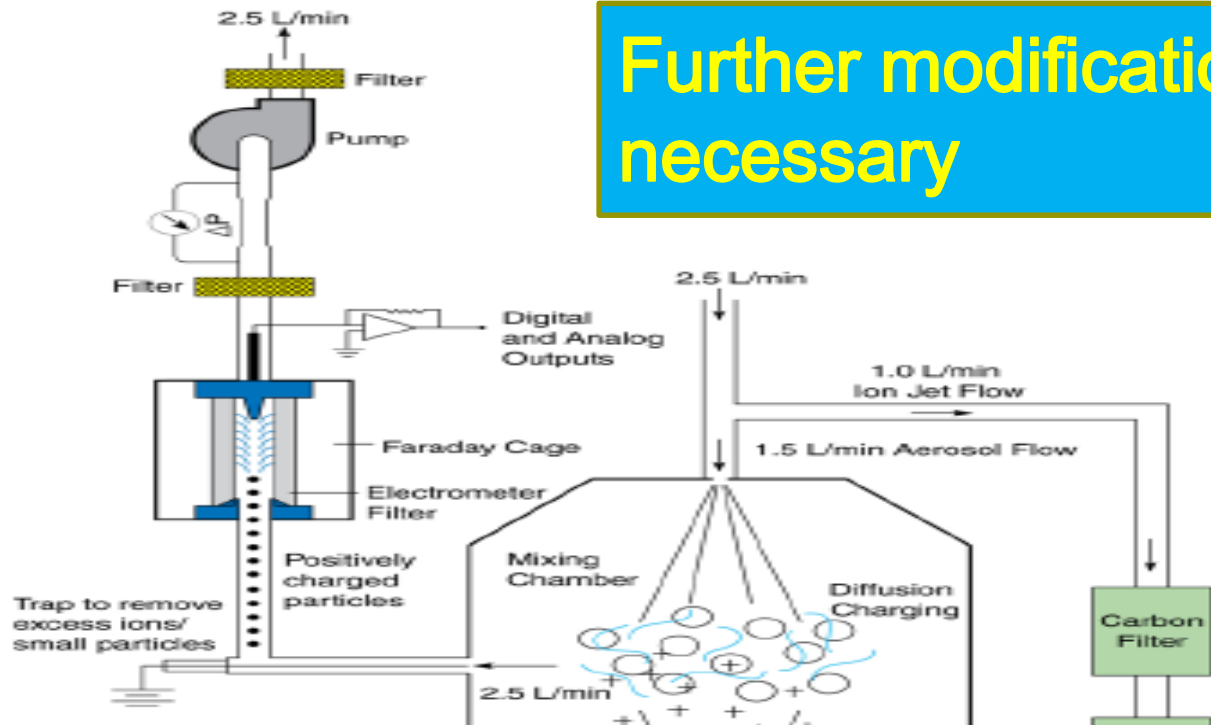 2.5 L/min
Filter
Pump
ΔP
Filter
Further
necessary
2.5 L/min
Digital
and Analog
Outputs
1.0 L/min
Ion Jet Flow
Faraday Cage
1.5 L/min Aerosol Flow
Electrometer
Filter
Positively
charged
particles
Mixing
Chamber
Diffusion
Charging
Trap to remove
excess ions/
small particles
Carbon
Filter
2.5 L/min